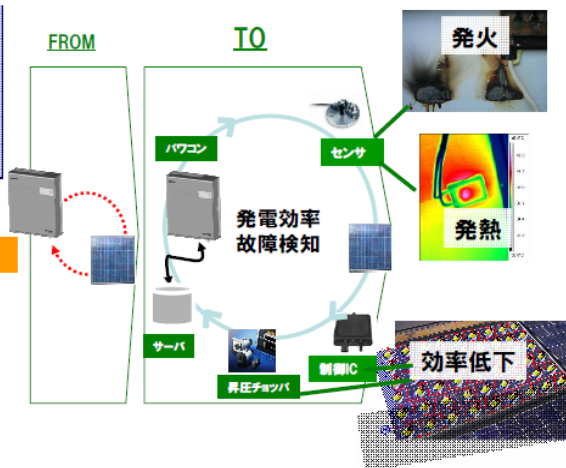 FROM
TO
発火
パワコン
センサ
発電効率
故障検知
発熱
サーバ
制御IC
昇圧チョッパ
効率低下